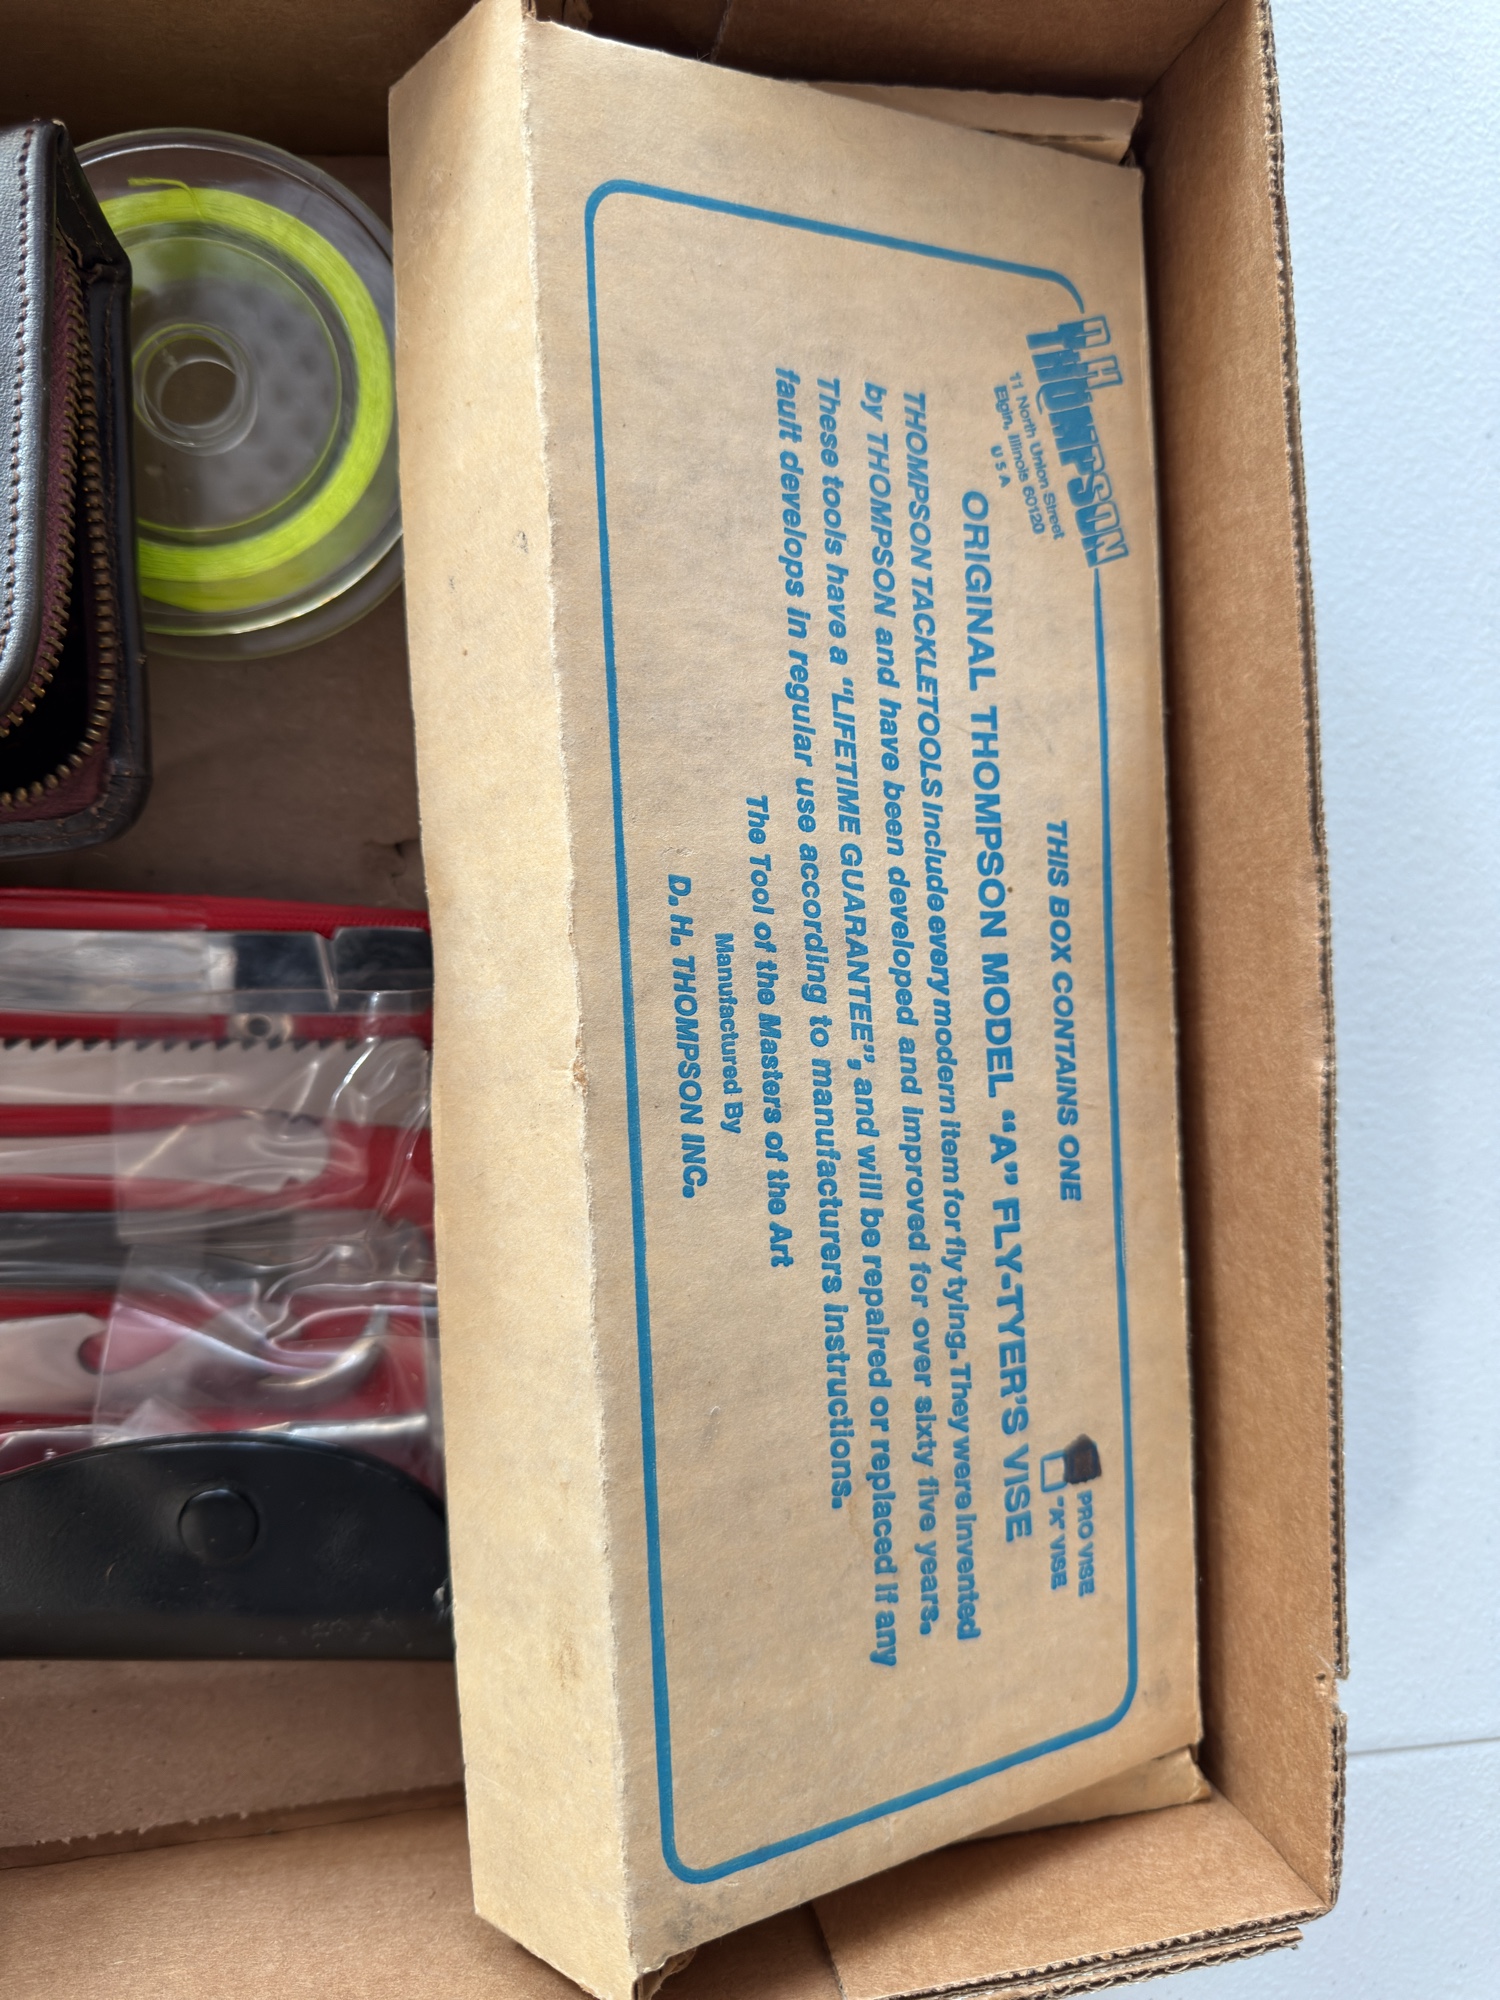 D. H. THOMPSON
11 North Union Street
Elgin, Illinois 60120
U S A
THIS BOX CONTAINS ONE
PRO VISE
"A" VISE
ORIGINAL THOMPSON MODEL "A" FLY-TYER'S VISE
THOMPSON TACKLE TOOLS include every modern item for fly tying. They were invented
by THOMPSON and have been developed and improved for over sixty five years.
These tools have a "LIFETIME GUARANTEE", and will be repaired or replaced if any
fault develops in regular use according to manufacturers instructions.
The Tool of the Masters of the Art
Manufactured By
D. H. THOMPSON INC.